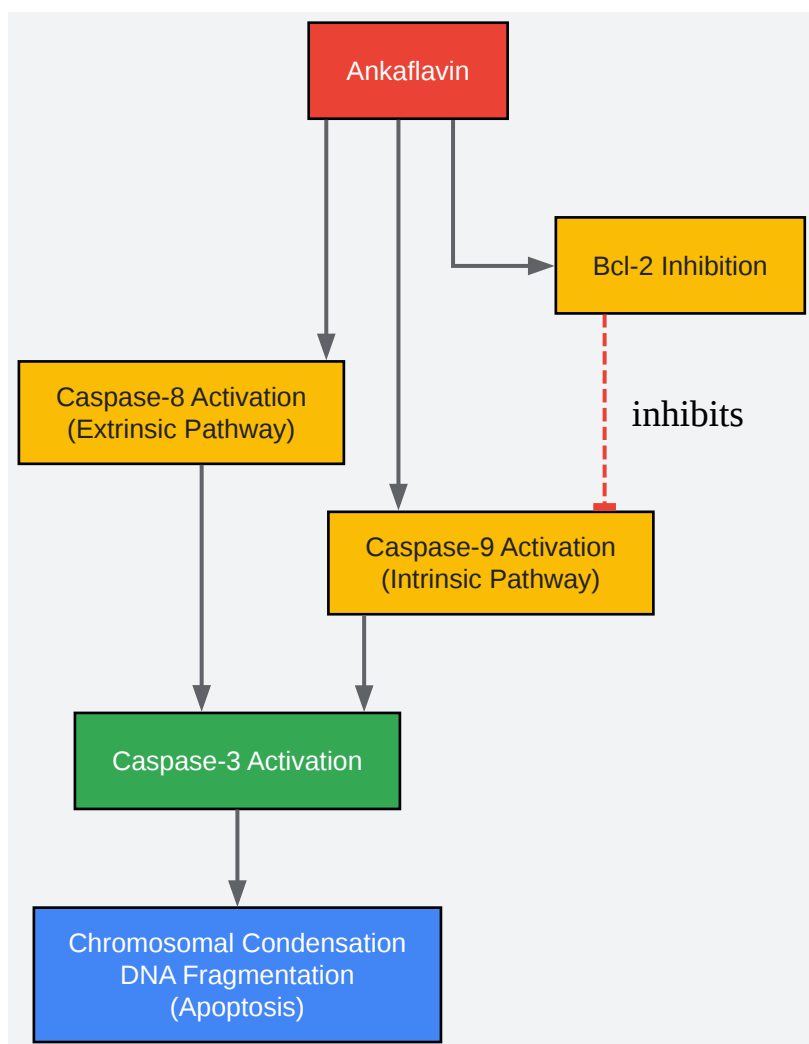 Ankaflavin
Bcl-2 Inhibition
Caspase-8 Activation
(Extrinsic Pathway)
inhibits
Caspase-9 Activation
(Intrinsic Pathway)
Caspase-3 Activation
Chromosomal Condensation
DNA Fragmentation
(Apoptosis)